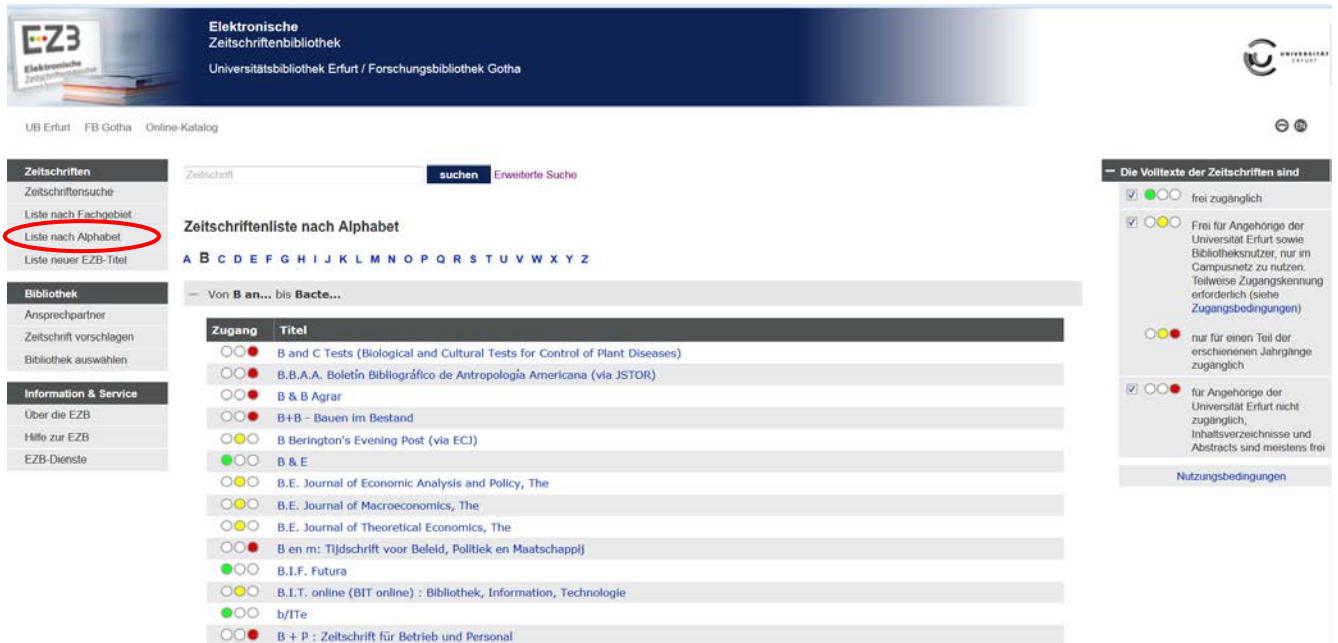 EZB
Elektronische
Zeitschriftenbibliothek
Elektronische
Zeitschriftenbibliothek
Universitätsbibliothek Erfurt / Forschungsbibliothek Gotha
UNIVERSITÄT
ERFURT
UB Erfurt FB Gotha Online-Katalog
EN
Zeitschriften
Zeitschriftensuche
Liste nach Fachgebiet
Liste nach Alphabet
Liste neuer EZB-Titel
Bibliothek
Ansprechpartner
Zeitschrift vorschlagen
Bibliothek auswählen
Information & Service
Über die EZB
Hilfe zur EZB
EZB-Dienste
Zeitschrift suchen Erweiterte Suche
Zeitschriftenliste nach Alphabet
A B C D E F G H I J K L M N O P Q R S T U V W X Y Z
— Von B an... bis Bacte...
Zugang Titel
B and C Tests (Biological and Cultural Tests for Control of Plant Diseases)
B.B.A.A. Boletín Bibliográfico de Antropología Americana (via JSTOR)
B & B Agrar
B+B - Bauen im Bestand
B Berington's Evening Post (via ECJ)
B & E
B.E. Journal of Economic Analysis and Policy, The
B.E. Journal of Macroeconomics, The
B.E. Journal of Theoretical Economics, The
B en m: Tijdschrift voor Beleid, Politiek en Maatschappij
B.I.F. Futura
B.I.T. online (BIT online) : Bibliothek, Information, Technologie
b/ITe
B + P : Zeitschrift für Betrieb und Personal
— Die Volltexte der Zeitschriften sind
frei zugänglich
Frei für Angehörige der
Universität Erfurt sowie
Bibliotheksnutzer, nur im
Campusnetz zu nutzen.
Teilweise Zugangskennung
erforderlich (siehe
Zugangsbedingungen)
nur für einen Teil der
erschienenen Jahrgänge
zugänglich
für Angehörige der
Universität Erfurt nicht
zugänglich,
Inhaltsverzeichnisse und
Abstracts sind meistens frei
Nutzungsbedingungen